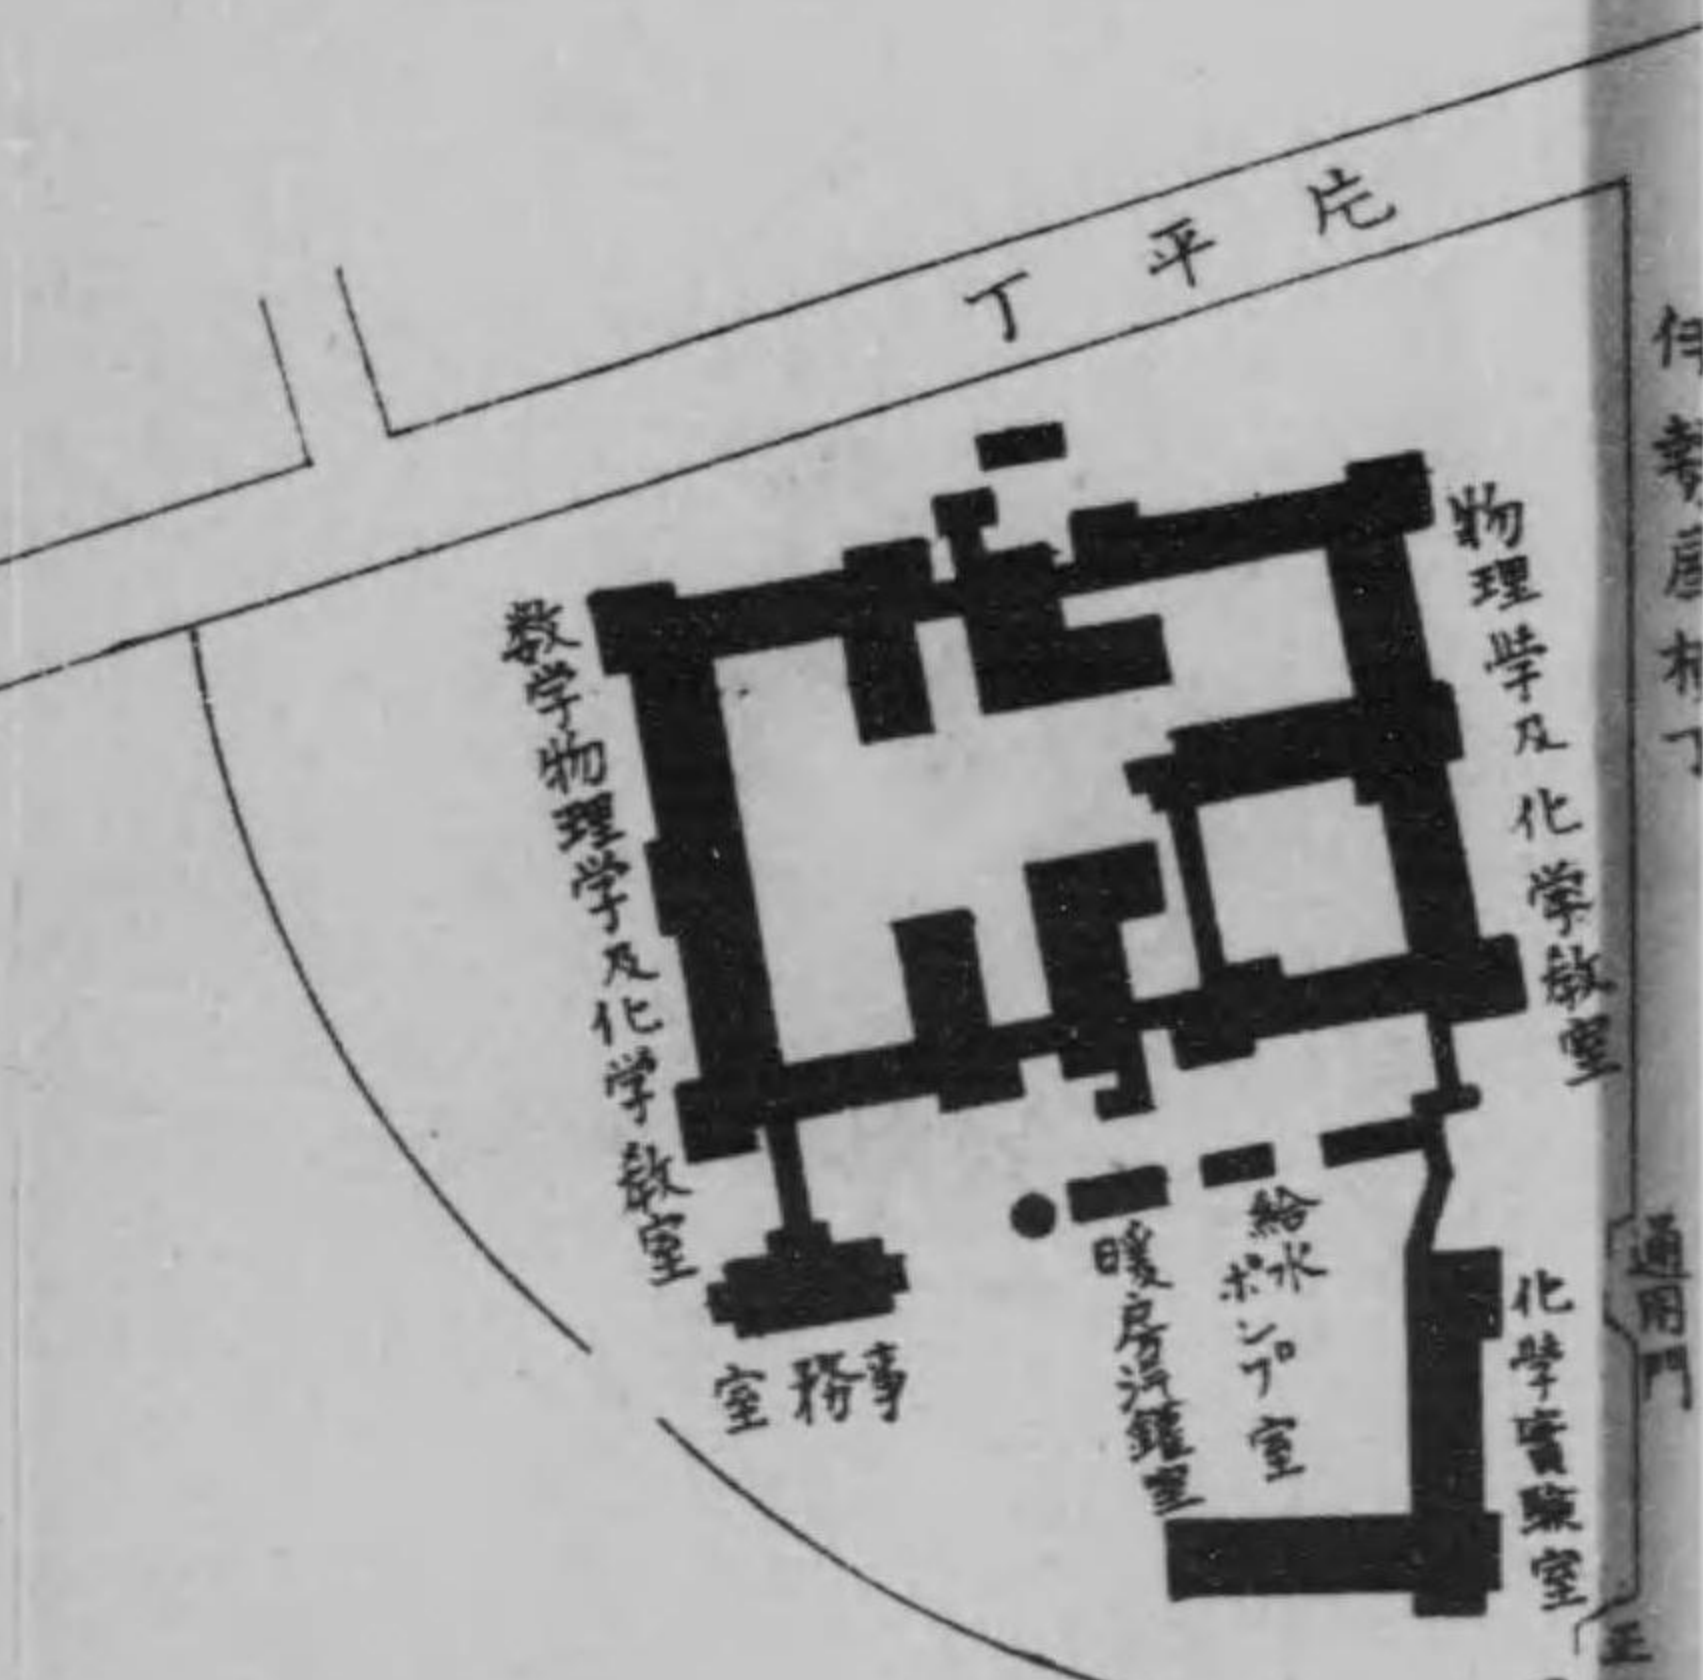 片平丁
物理学及化学教室
数学物理学及化学教室
事務室
給水ポンプ室
暖房汽鑵室
化學實驗室
通用門
正